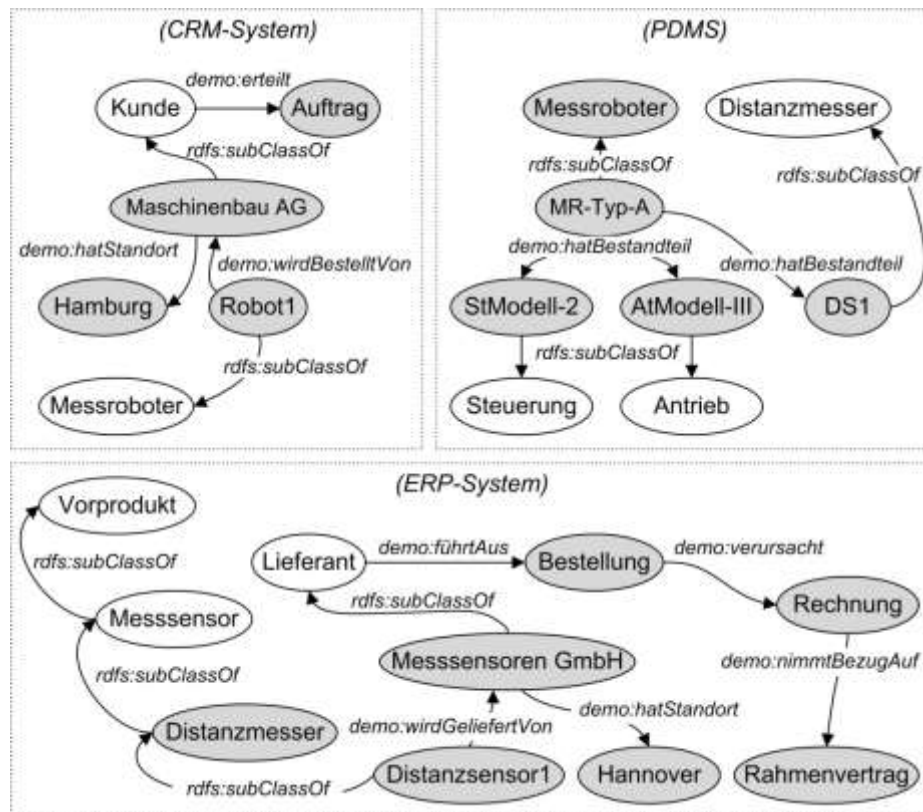 (CRM-System)
demo:erteilt
Kunde
Auftrag
rdfs:subClassOf
Maschinenbau AG
demo:hatStandort
demo:wirdBestelltVon
Hamburg
Robot1
rdfs:subClassOf
Messroboter
(PDMS)
Messroboter
Distanzmesser
rdfs:subClassOf
rdfs:subClassOf
MR-Typ-A
demo:hatBestandteil
demo:hatBestandteil
StModell-2
AtModell-III
DS1
rdfs:subClassOf
Steuerung
Antrieb
(ERP-System)
Vorprodukt
rdfs:subClassOf
Lieferant
demo:führtAus
Bestellung
demo:verursacht
Messsensor
rdfs:subClassOf
Rechnung
rdfs:subClassOf
Messsensoren GmbH
demo:nimmtBezugAuf
Distanzmesser
demo:wirdGeliefertVon
demo:hatStandort
rdfs:subClassOf
Distanzsensor1
Hannover
Rahmenvertrag